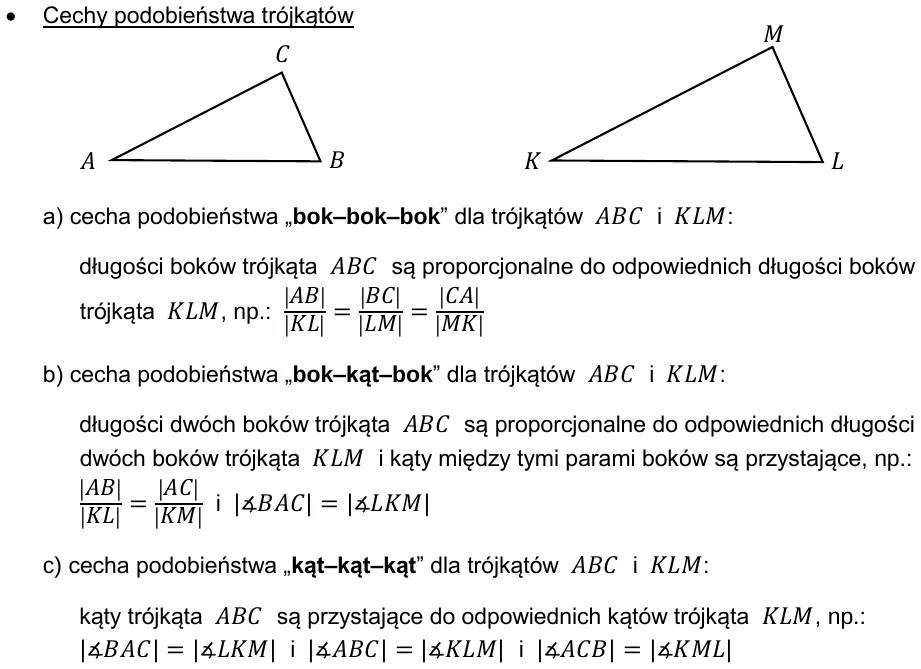 • Cechy podobieństwa trójkątów
C
M
A
B
K
L
a) cecha podobieństwa „bok–bok–bok” dla trójkątów ABC i KLM:
długości boków trójkąta ABC są proporcjonalne do odpowiednich długości boków
trójkąta KLM, np.: |AB|/|KL| = |BC|/|LM| = |CA|/|MK|
b) cecha podobieństwa „bok–kąt–bok” dla trójkątów ABC i KLM:
długości dwóch boków trójkąta ABC są proporcjonalne do odpowiednich długości
dwóch boków trójkąta KLM i kąty między tymi parami boków są przystające, np.:
|AB|/|KL| = |AC|/|KM| i |∡BAC| = |∡LKM|
c) cecha podobieństwa „kąt–kąt–kąt” dla trójkątów ABC i KLM:
kąty trójkąta ABC są przystające do odpowiednich kątów trójkąta KLM, np.:
|∡BAC| = |∡LKM| i |∡ABC| = |∡KLM| i |∡ACB| = |∡KML|